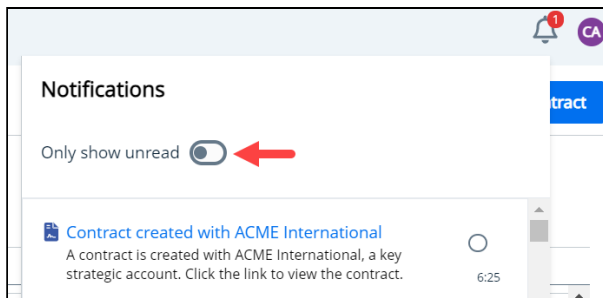 1
CA
Notifications
tract
Only show unread
Contract created with ACME International
A contract is created with ACME International, a key
strategic account. Click the link to view the contract.
6:25